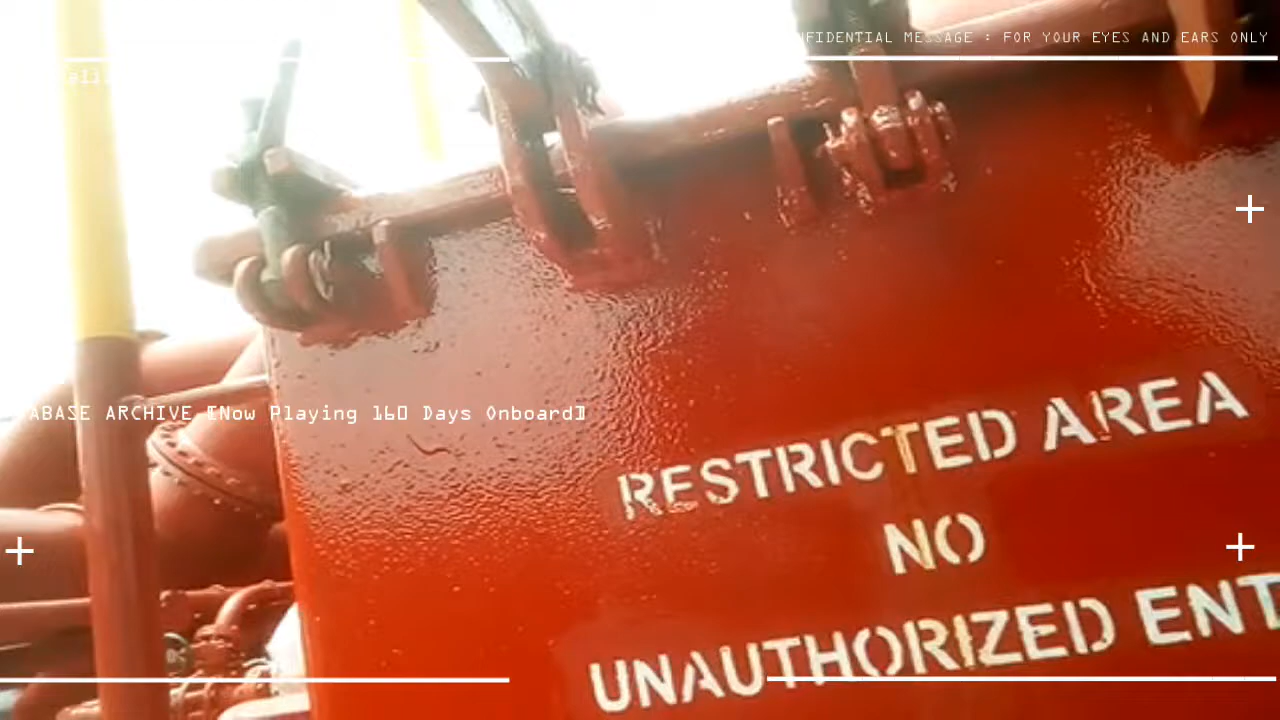 NFIDENTIAL MESSAGE : FOR YOUR EYES AND EARS ONLY
ABASE ARCHIVE [Now Playing 160 Days Onboard]
RESTRICTED AREA
NO
UNAUTHORIZED ENT